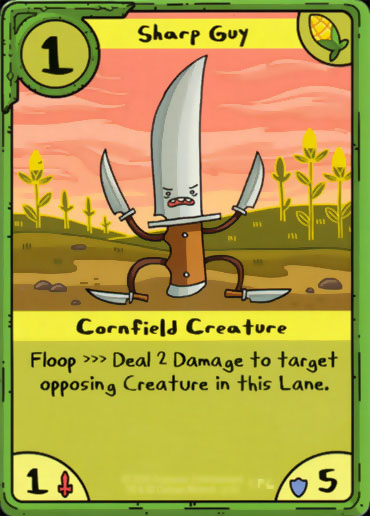 1
Sharp Guy
Cornfield Creature
Floop >>> Deal 2 Damage to target
opposing Creature in this Lane.
1
5